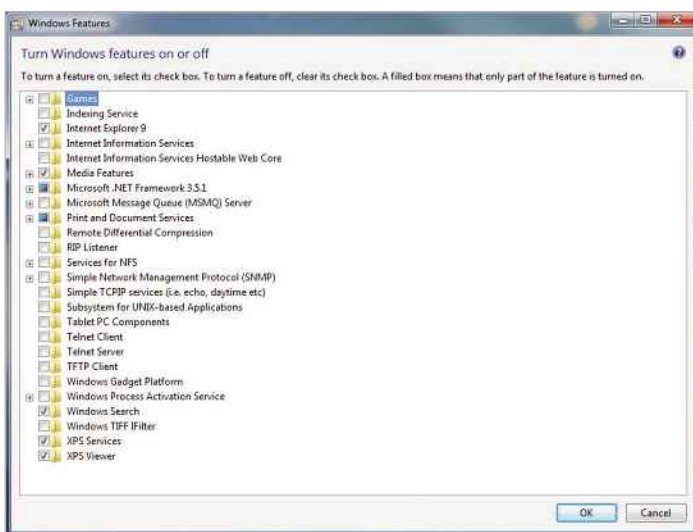 Windows Features
Turn Windows features on or off
To turn a feature on, select its check box. To turn a feature off, clear its check box. A filled box means that only part of the feature is turned on.
Games
Indexing Service
Internet Explorer 9
Internet Information Services
Internet Information Services Hostable Web Core
Media Features
Microsoft .NET Framework 3.5.1
Microsoft Message Queue (MSMQ) Server
Print and Document Services
Remote Differential Compression
RIP Listener
Services for NFS
Simple Network Management Protocol (SNMP)
Simple TCPIP services (i.e. echo, daytime etc)
Subsystem for UNIX-based Applications
Tablet PC Components
Telnet Client
Telnet Server
TFTP Client
Windows Gadget Platform
Windows Process Activation Service
Windows Search
Windows TIFF IFilter
XPS Services
XPS Viewer
OK
Cancel